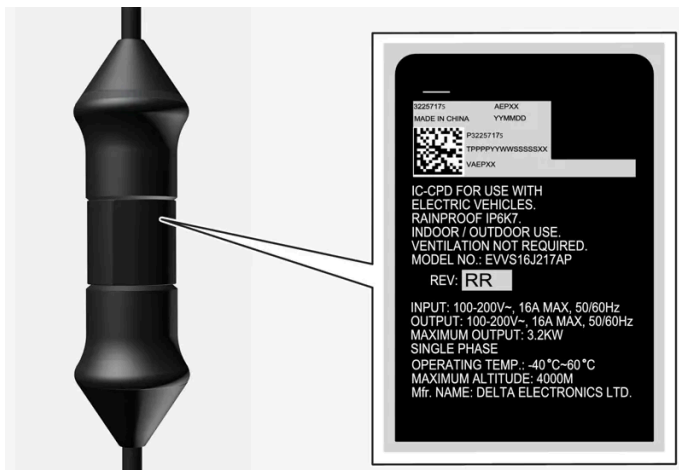 32257175 AEPXX
MADE IN CHINA YYMMDD
P32257175
TPPPPYYWWSSSSSXX
VAEPXX
IC-CPD FOR USE WITH
ELECTRIC VEHICLES.
RAINPROOF IP6K7.
INDOOR / OUTDOOR USE.
VENTILATION NOT REQUIRED.
MODEL NO.: EVVS16J217AP
REV: RR
INPUT: 100-200V~, 16A MAX, 50/60Hz
OUTPUT: 100-200V~, 16A MAX, 50/60Hz
MAXIMUM OUTPUT: 3.2KW
SINGLE PHASE
OPERATING TEMP.: -40°C~60°C
MAXIMUM ALTITUDE: 4000M
Mfr. NAME: DELTA ELECTRONICS LTD.